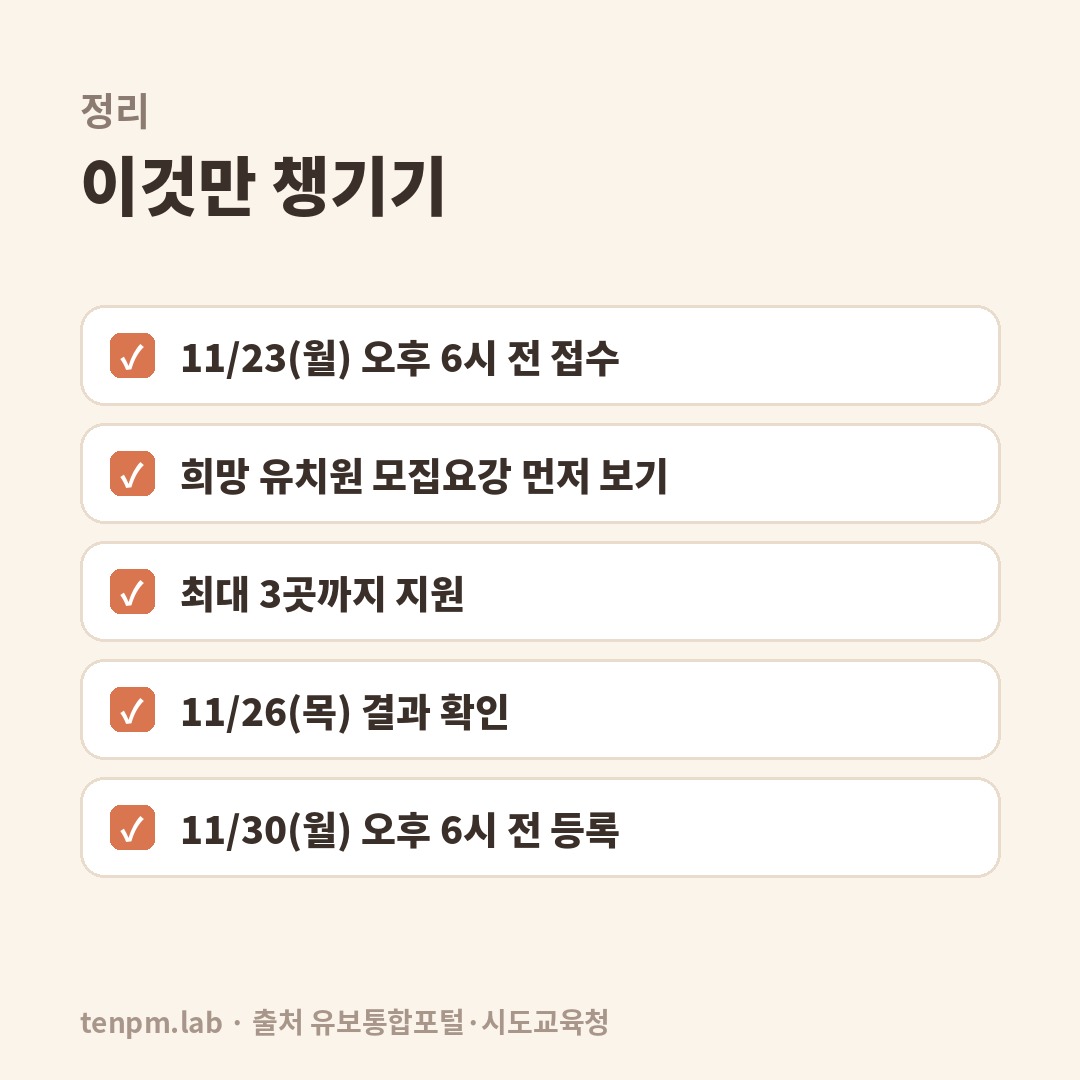 정리
이것만 챙기기
✓ 11/23(월) 오후 6시 전 접수
✓ 희망 유치원 모집요강 먼저 보기
✓ 최대 3곳까지 지원
✓ 11/26(목) 결과 확인
✓ 11/30(월) 오후 6시 전 등록
tenpm.lab · 출처 유보통합포털·시도교육청